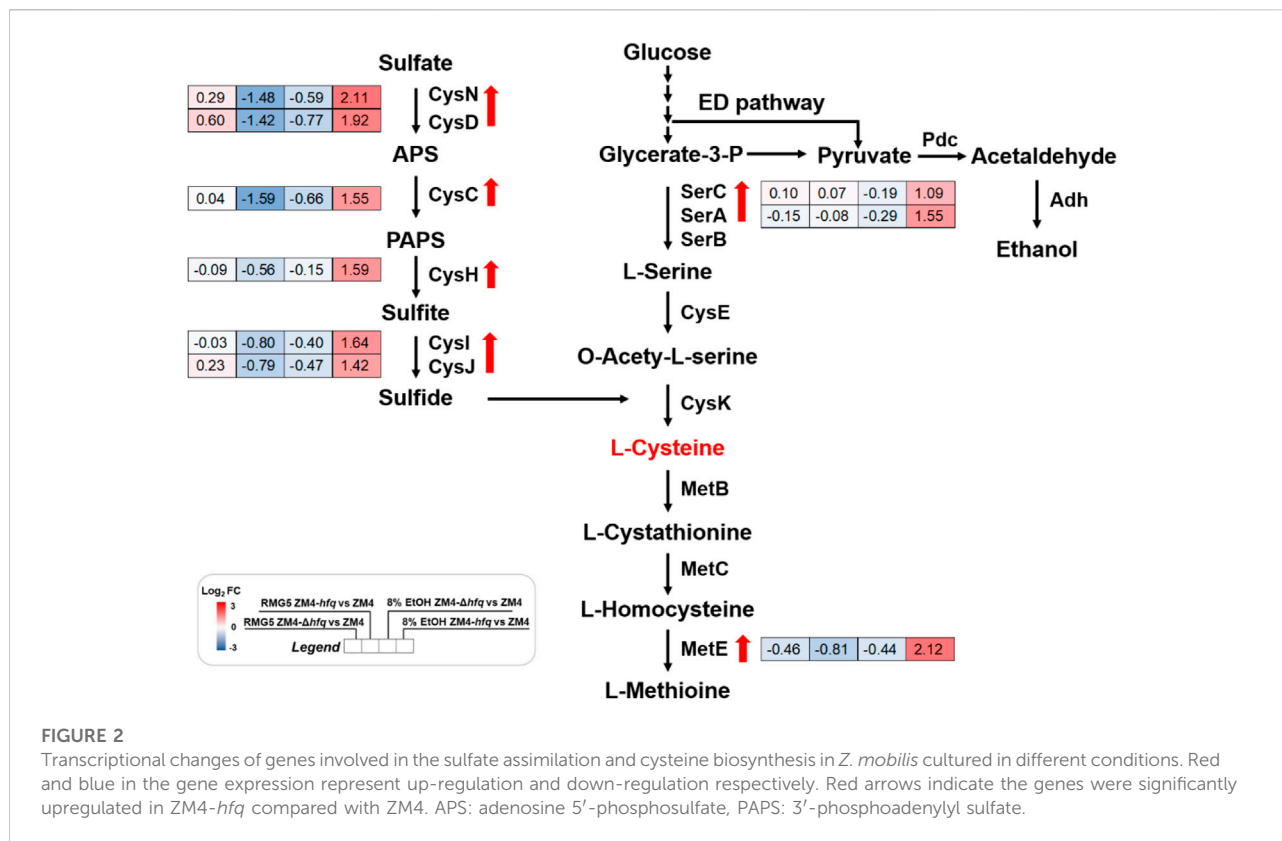 Sulfate
0.29 -1.48 -0.59 2.11
0.60 -1.42 -0.77 1.92
CysN
CysD
APS
0.04 -1.59 -0.66 1.55
CysC
PAPS
-0.09 -0.56 -0.15 1.59
CysH
Sulfite
-0.03 -0.80 -0.40 1.64
0.23 -0.79 -0.47 1.42
CysI
CysJ
Sulfide
Glucose
ED pathway
Glycerate-3-P
Pyruvate
Pdc
Acetaldehyde
Adh
Ethanol
SerC
SerA
SerB
0.10 0.07 -0.19 1.09
-0.15 -0.08 -0.29 1.55
L-Serine
CysE
O-Acety-L-serine
CysK
L-Cysteine
MetB
L-Cystathionine
MetC
L-Homocysteine
MetE
-0.46 -0.81 -0.44 2.12
L-Methioine
Log2 FC
3
0
-3
RMG5 ZM4-hfq vs ZM4
8% EtOH ZM4-Δhfq vs ZM4
RMG5 ZM4-Δhfq vs ZM4
8% EtOH ZM4-hfq vs ZM4
Legend
FIGURE 2
Transcriptional changes of genes involved in the sulfate assimilation and cysteine biosynthesis in Z. mobilis cultured in different conditions. Red
and blue in the gene expression represent up-regulation and down-regulation respectively. Red arrows indicate the genes were significantly
upregulated in ZM4-hfq compared with ZM4. APS: adenosine 5′-phosphosulfate, PAPS: 3′-phosphoadenylyl sulfate.